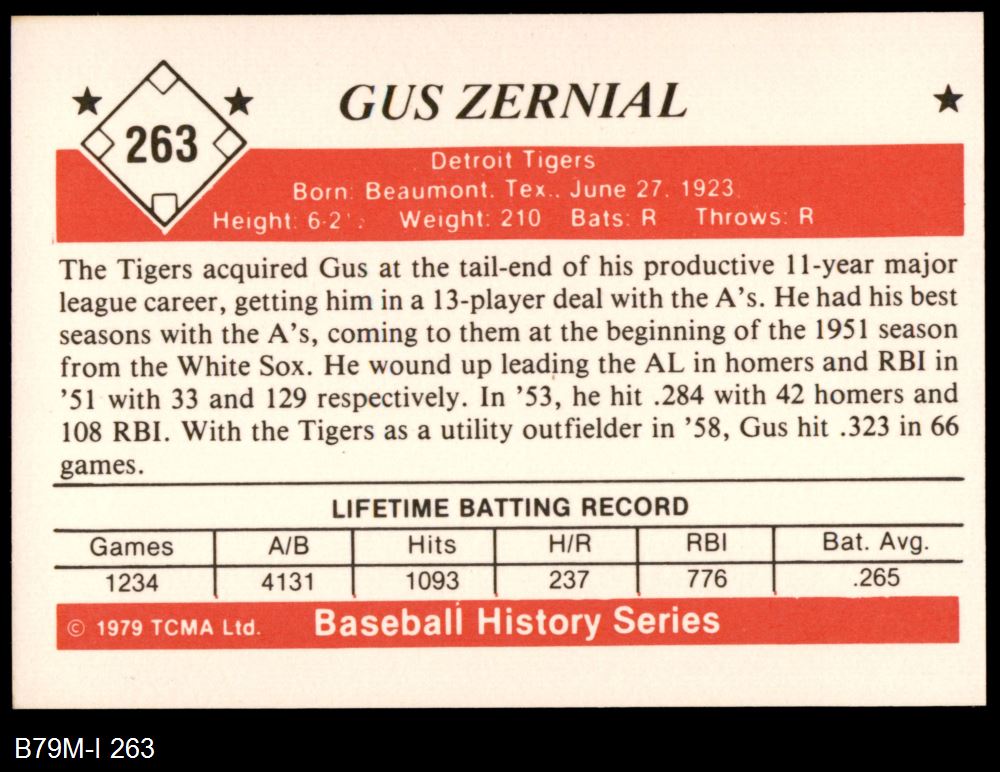 263
GUS ZERNIAL
Detroit Tigers
Born: Beaumont, Tex., June 27, 1923
Height: 6-2' Weight: 210 Bats: R Throws: R
The Tigers acquired Gus at the tail-end of his productive 11-year major
league career, getting him in a 13-player deal with the A's. He had his best
seasons with the A's, coming to them at the beginning of the 1951 season
from the White Sox. He wound up leading the AL in homers and RBI in
'51 with 33 and 129 respectively. In '53, he hit .284 with 42 homers and
108 RBI. With the Tigers as a utility outfielder in '58, Gus hit .323 in 66
games.
LIFETIME BATTING RECORD
Games A/B Hits H/R RBI Bat. Avg.
1234 4131 1093 237 776 .265
© 1979 TCMA Ltd. Baseball History Series
B79M-I 263